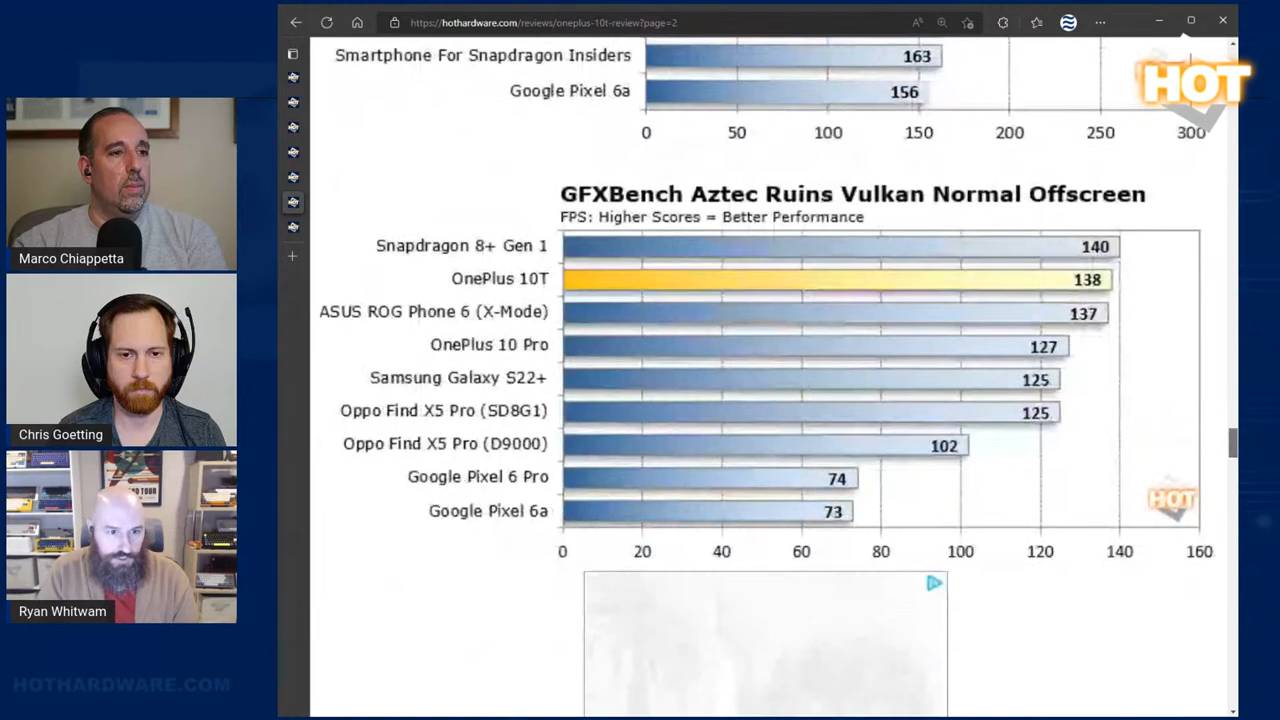 https://hothardware.com/reviews/oneplus-10t-review?page=2
HOT
Smartphone For Snapdragon Insiders 163
Google Pixel 6a 156
0 50 100 150 200 250 300
GFXBench Aztec Ruins Vulkan Normal Offscreen
FPS: Higher Scores = Better Performance
Snapdragon 8+ Gen 1 140
OnePlus 10T 138
ASUS ROG Phone 6 (X-Mode) 137
OnePlus 10 Pro 127
Samsung Galaxy S22+ 125
Oppo Find X5 Pro (SD8G1) 125
Oppo Find X5 Pro (D9000) 102
Google Pixel 6 Pro 74
Google Pixel 6a 73
HOT
0 20 40 60 80 100 120 140 160
Marco Chiappetta
Chris Goetting
Ryan Whitwam
HOTHARDWARE.COM